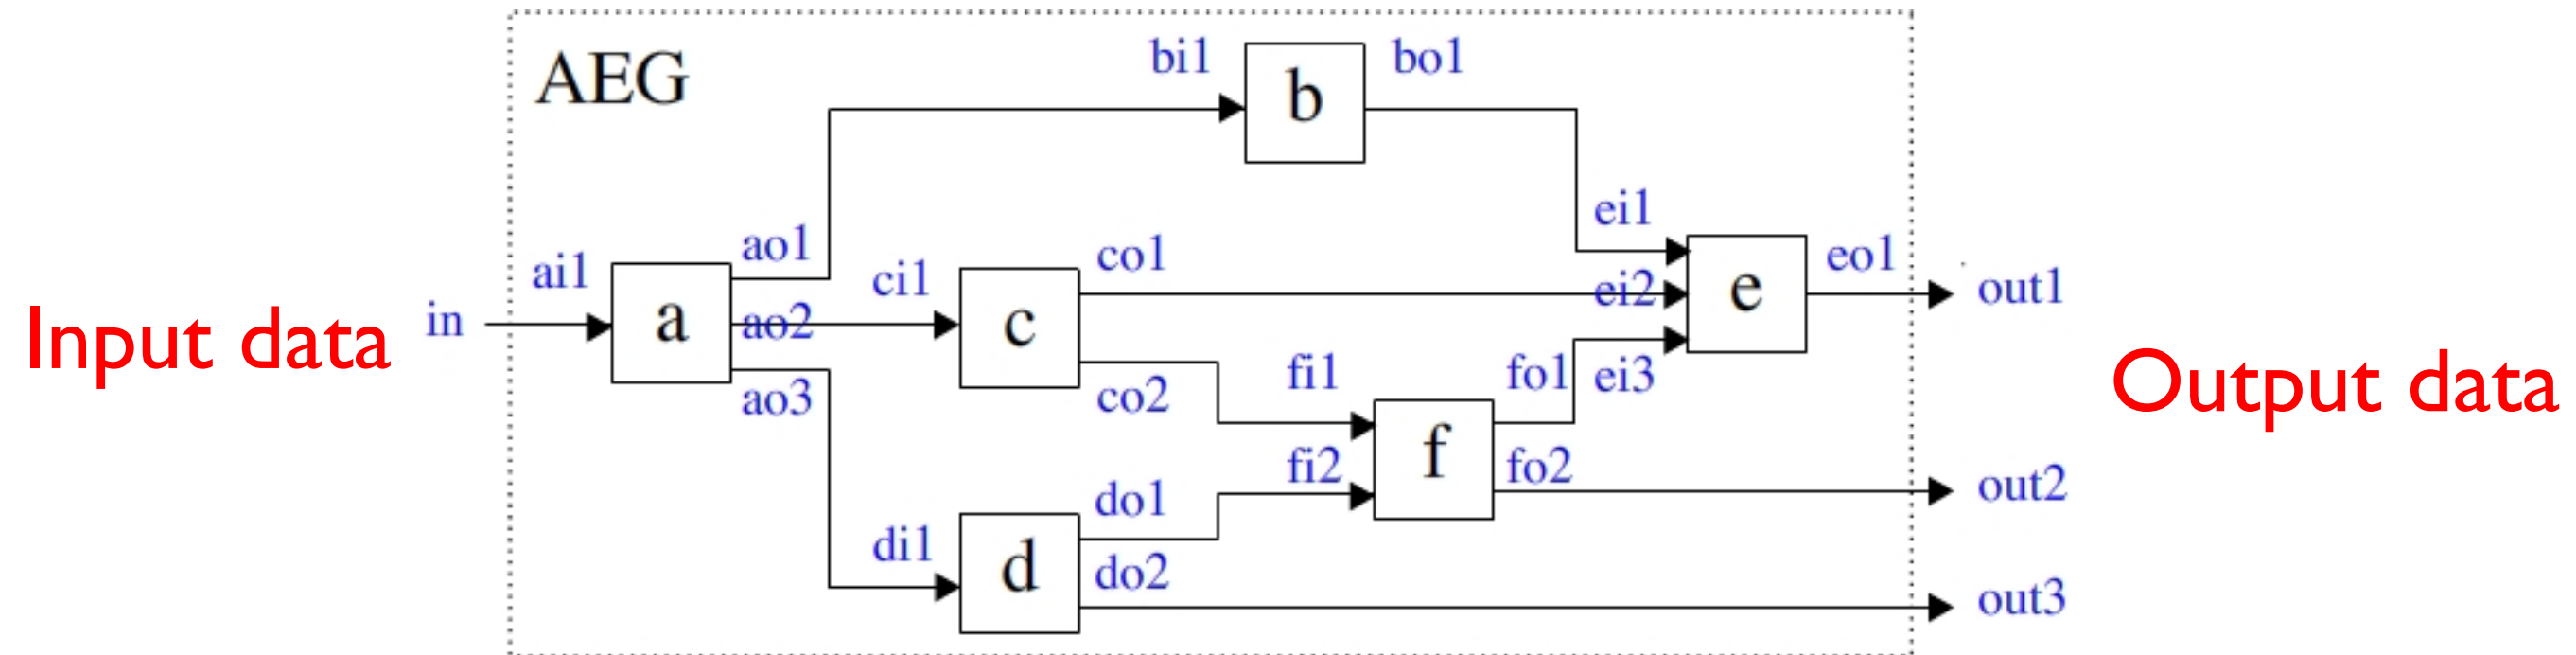 AEG
bi1
b
bo1
ei1
ao1
co1
eo1
ai1
ci1
ei2
out1
Input data
in
a
ao2
c
e
ao3
co2
fi1
fo1
ei3
Output data
f
fi2
fo2
out2
do1
di1
d
do2
out3